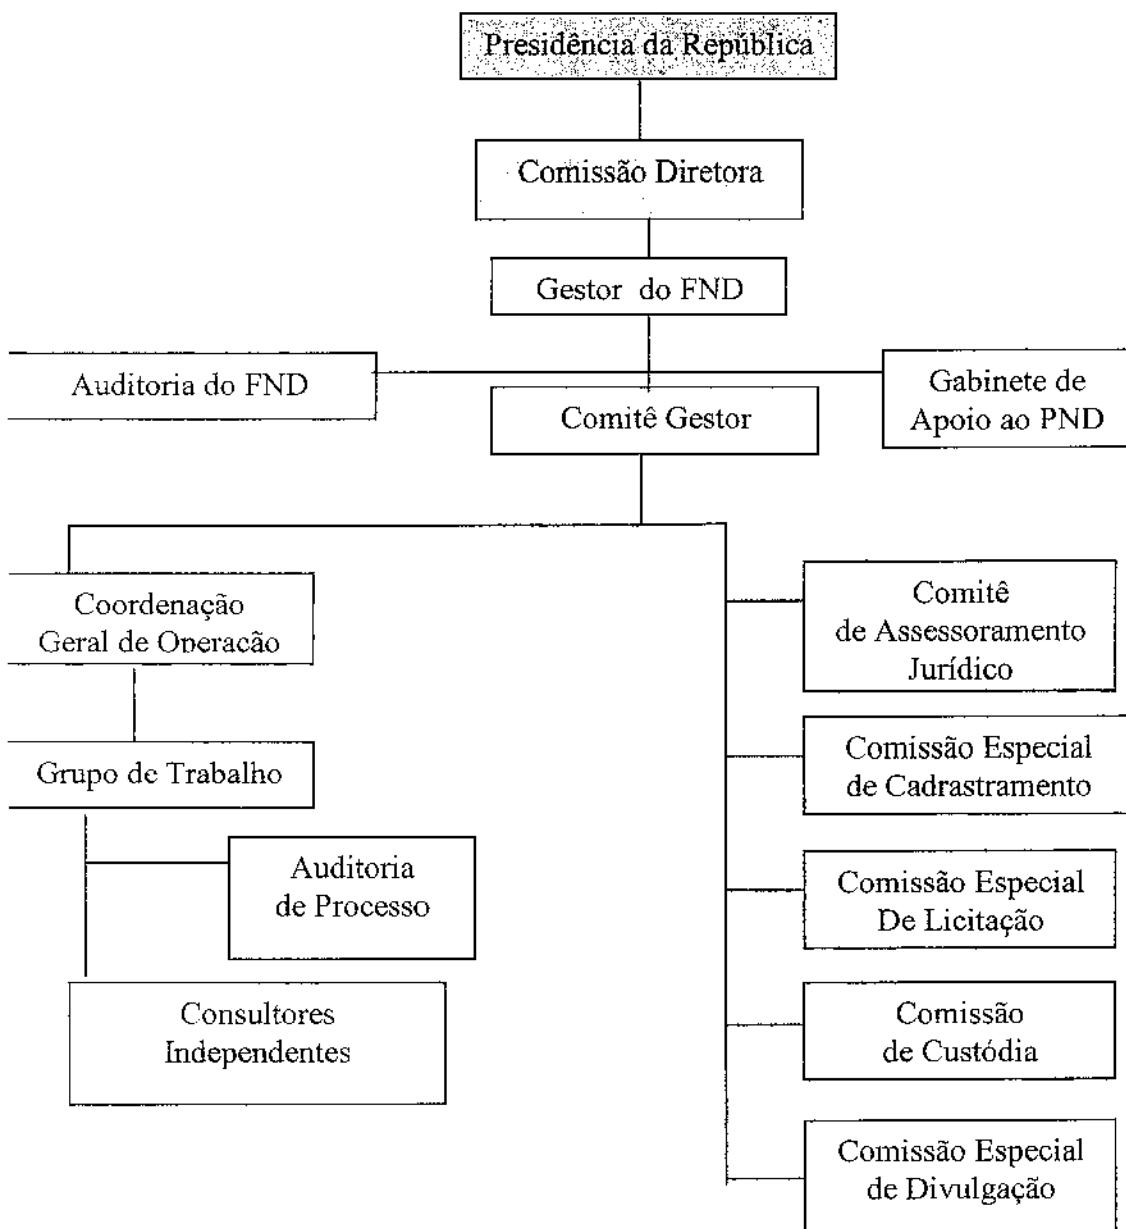 Presidência da República
Comissão Diretora
Gestor do FND
Auditoria do FND
Gabinete de
Apoio ao PND
Comitê Gestor
Coordenação
Geral de Operação
Comitê
de Assessoramento
Jurídico
Grupo de Trabalho
Comissão Especial
de Cadrastramento
Auditoria
de Processo
Comissão Especial
De Licitação
Consultores
Independentes
Comissão
de Custódia
Comissão Especial
de Divulgação